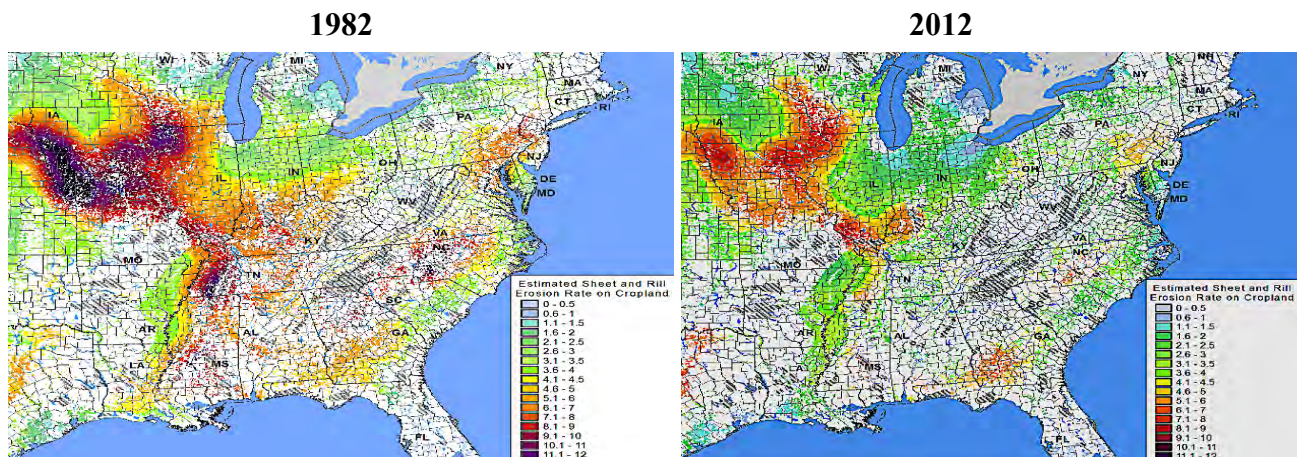 1982
2012
WI
MI
NY
MA
CT
RI
IA
PA
NJ
OH
IL
IN
DE
MD
WV
KY
VA
MO
NC
TN
SC
AR
AL
GA
MS
LA
FL
Estimated Sheet and Rill
Erosion Rate on Cropland
0 - 0.5
0.6 - 1
1.1 - 1.5
1.6 - 2
2.1 - 2.5
2.6 - 3
3.1 - 3.5
3.6 - 4
4.1 - 4.5
4.6 - 5
5.1 - 6
6.1 - 7
7.1 - 8
8.1 - 9
9.1 - 10
10.1 - 11
11.1 - 12
WI
MI
NY
NH
MA
CT
RI
IA
PA
NJ
OH
IL
IN
DE
MD
WV
VA
MO
NC
TN
SC
AR
AL
GA
MS
LA
FL
Estimated Sheet and Rill
Erosion Rate on Cropland
0 - 0.5
0.6 - 1
1.1 - 1.5
1.6 - 2
2.1 - 2.5
2.6 - 3
3.1 - 3.5
3.6 - 4
4.1 - 4.5
4.6 - 5
5.1 - 6
6.1 - 7
7.1 - 8
8.1 - 9
9.1 - 10
10.1 - 11
11.1 - 12